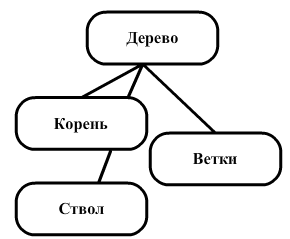 Дерево
Корень
Ветки
Ствол